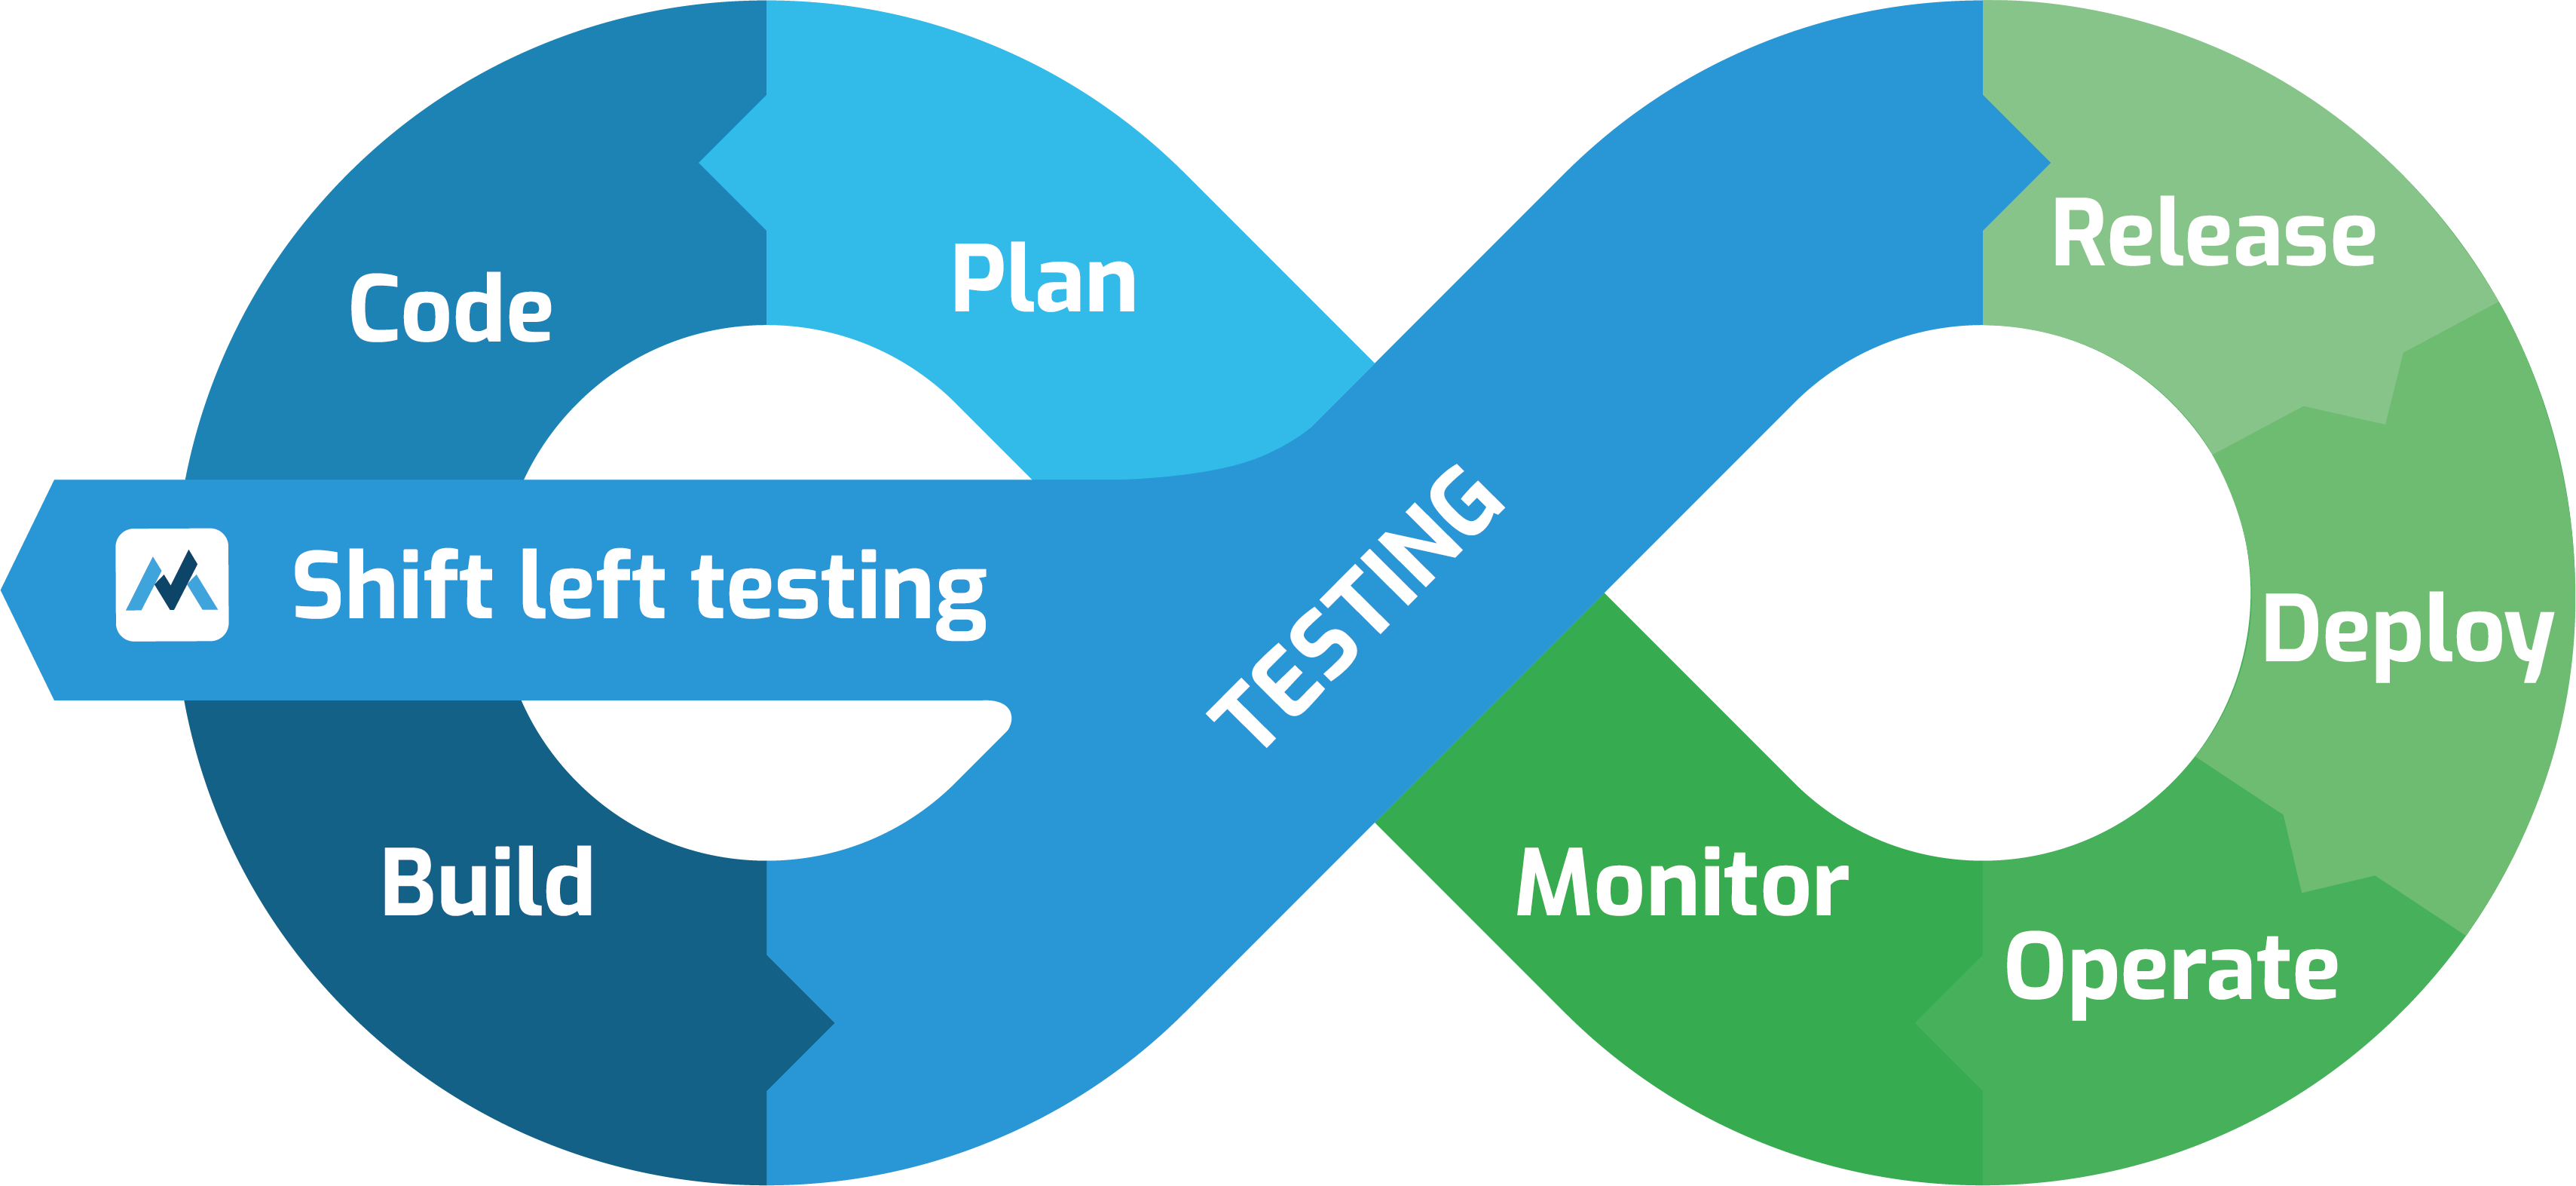 Code
Plan
Release
Shift left testing
TESTING
Deploy
Build
Monitor
Operate